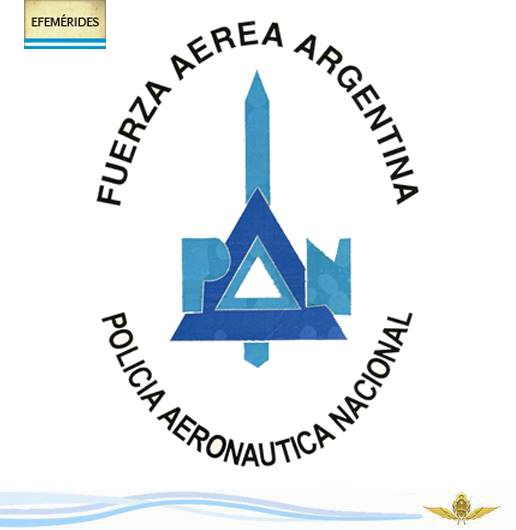 EFEMÉRIDES
FUERZA AEREA ARGENTINA
PAN
POLICIA AERONAUTICA NACIONAL